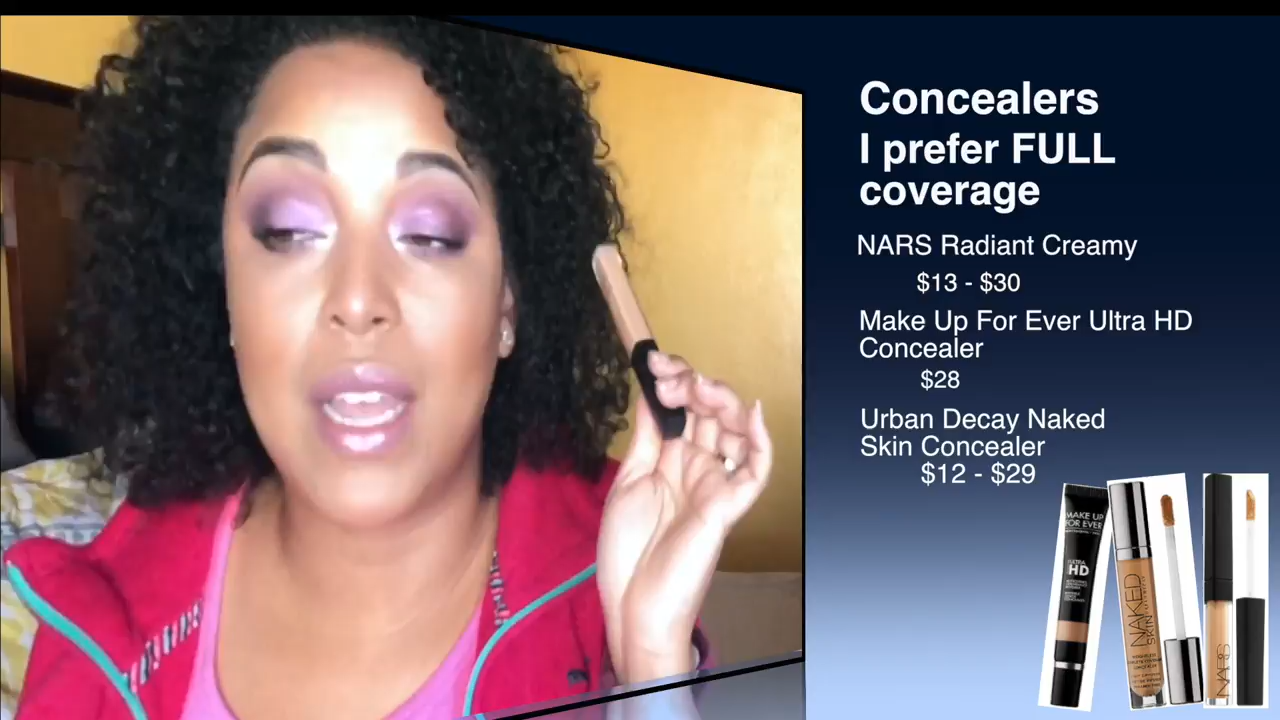 Concealers
I prefer FULL
coverage
NARS Radiant Creamy
$13 - $30
Make Up For Ever Ultra HD
Concealer
$28
Urban Decay Naked
Skin Concealer
$12 - $29
MAKE UP
FOR EVER
ULTRA
HD
NAKED
SKIN
NARS